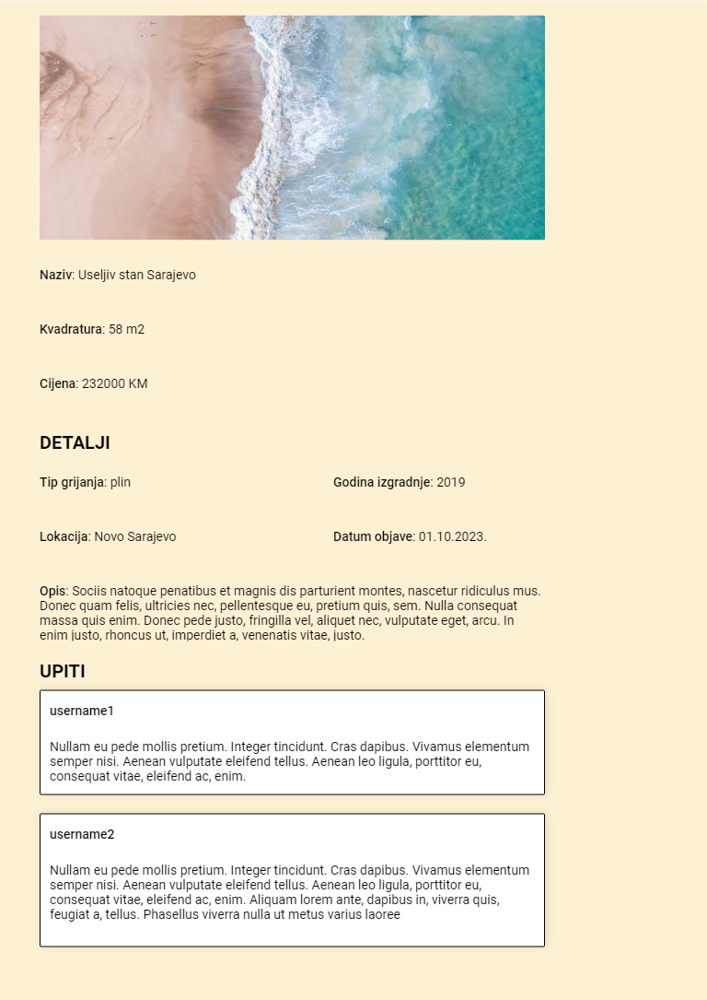 Naziv: Useljiv stan Sarajevo
Kvadratura: 58 m2
Cijena: 232000 KM
DETALJI
Tip grijanja: plin
Godina izgradnje: 2019
Lokacija: Novo Sarajevo
Datum objave: 01.10.2023.
Opis: Sociis natoque penatibus et magnis dis parturient montes, nascetur ridiculus mus.
Donec quam felis, ultricies nec, pellentesque eu, pretium quis, sem. Nulla consequat
massa quis enim. Donec pede justo, fringilla vel, aliquet nec, vulputate eget, arcu. In
enim justo, rhoncus ut, imperdiet a, venenatis vitae, justo.
UPITI
username1
Nullam eu pede mollis pretium. Integer tincidunt. Cras dapibus. Vivamus elementum
semper nisi. Aenean vulputate eleifend tellus. Aenean leo ligula, porttitor eu,
consequat vitae, eleifend ac, enim.
username2
Nullam eu pede mollis pretium. Integer tincidunt. Cras dapibus. Vivamus elementum
semper nisi. Aenean vulputate eleifend tellus. Aenean leo ligula, porttitor eu,
consequat vitae, eleifend ac, enim. Aliquam lorem ante, dapibus in, viverra quis,
feugiat a, tellus. Phasellus viverra nulla ut metus varius laoree